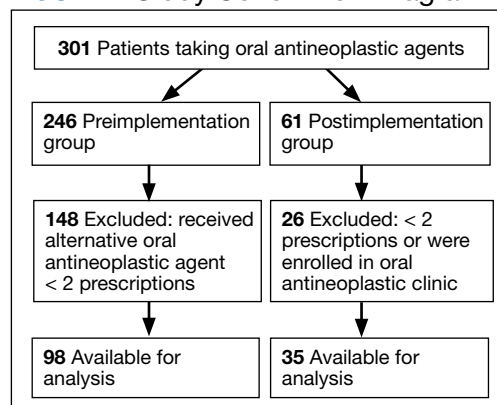 301 Patients taking oral antineoplastic agents
246 Preimplementation
group
61 Postimplementation
group
148 Excluded: received
alternative oral
antineoplastic agent
< 2 prescriptions
26 Excluded: < 2
prescriptions or were
enrolled in oral
antineoplastic clinic
98 Available for
analysis
35 Available for
analysis